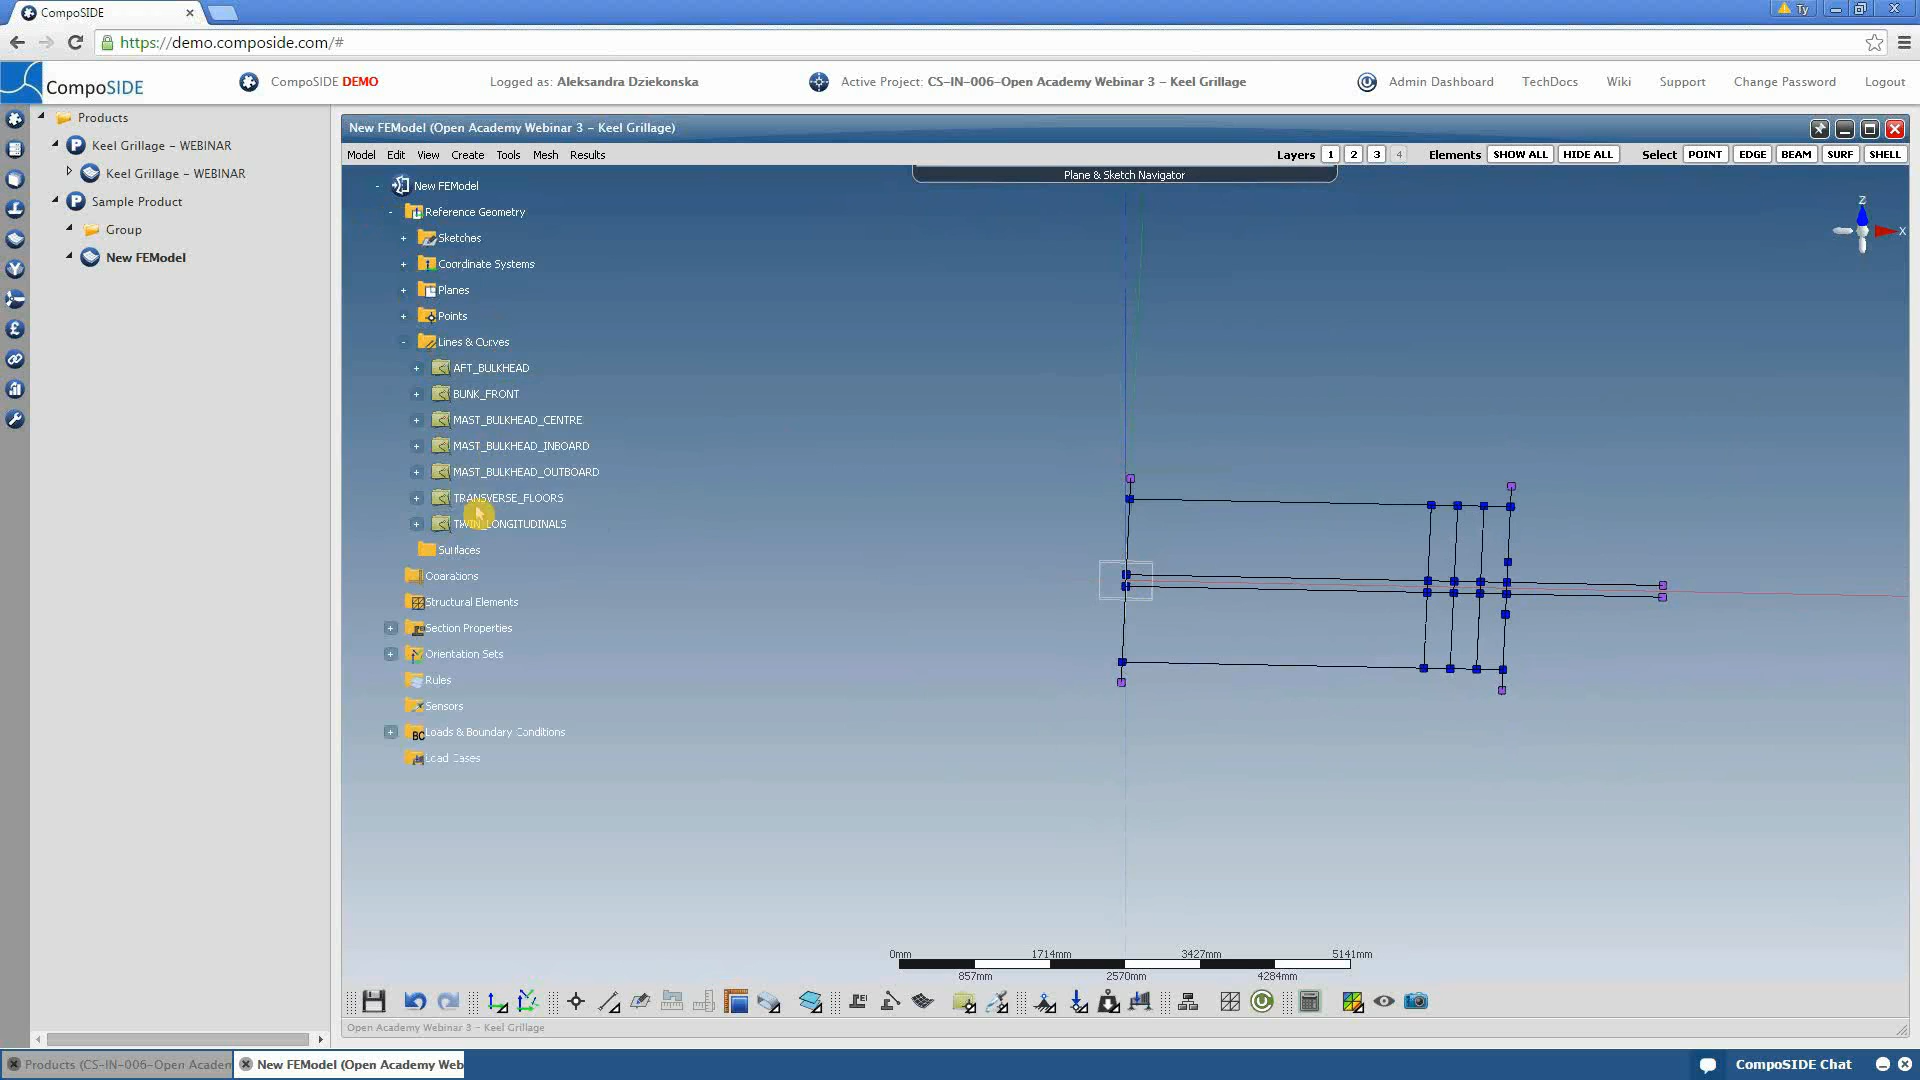 CompoSIDE
Ty
https://demo.composide.com/#
CompoSIDE
CompoSIDE DEMO
Logged as: Aleksandra Dziekonska
Active Project: CS-IN-006-Open Academy Webinar 3 - Keel Grillage
Admin Dashboard
TechDocs
Wiki
Support
Change Password
Logout
Products
Keel Grillage - WEBINAR
Keel Grillage - WEBINAR
Sample Product
Group
New FEModel
New FEModel (Open Academy Webinar 3 - Keel Grillage)
Model Edit View Create Tools Mesh Results
Layers 1 2 3 4 Elements SHOW ALL HIDE ALL Select POINT EDGE BEAM SURF SHELL
Plane & Sketch Navigator
Z
X
New FEModel
Reference Geometry
Sketches
Coordinate Systems
Planes
Points
Lines & Curves
AFT_BULKHEAD
BUNK_FRONT
MAST_BULKHEAD_CENTRE
MAST_BULKHEAD_INBOARD
MAST_BULKHEAD_OUTBOARD
TRANSVERSE_FLOORS
TWIN_LONGITUDINALS
Surfaces
Operations
Structural Elements
Section Properties
Orientation Sets
Rules
Sensors
Loads & Boundary Conditions
Load Cases
0mm 1714mm 3427mm 5141mm
857mm 2570mm 4284mm
Open Academy Webinar 3 - Keel Grillage
Products (CS-IN-006-Open Academ
New FEModel (Open Academy Web
CompoSIDE Chat